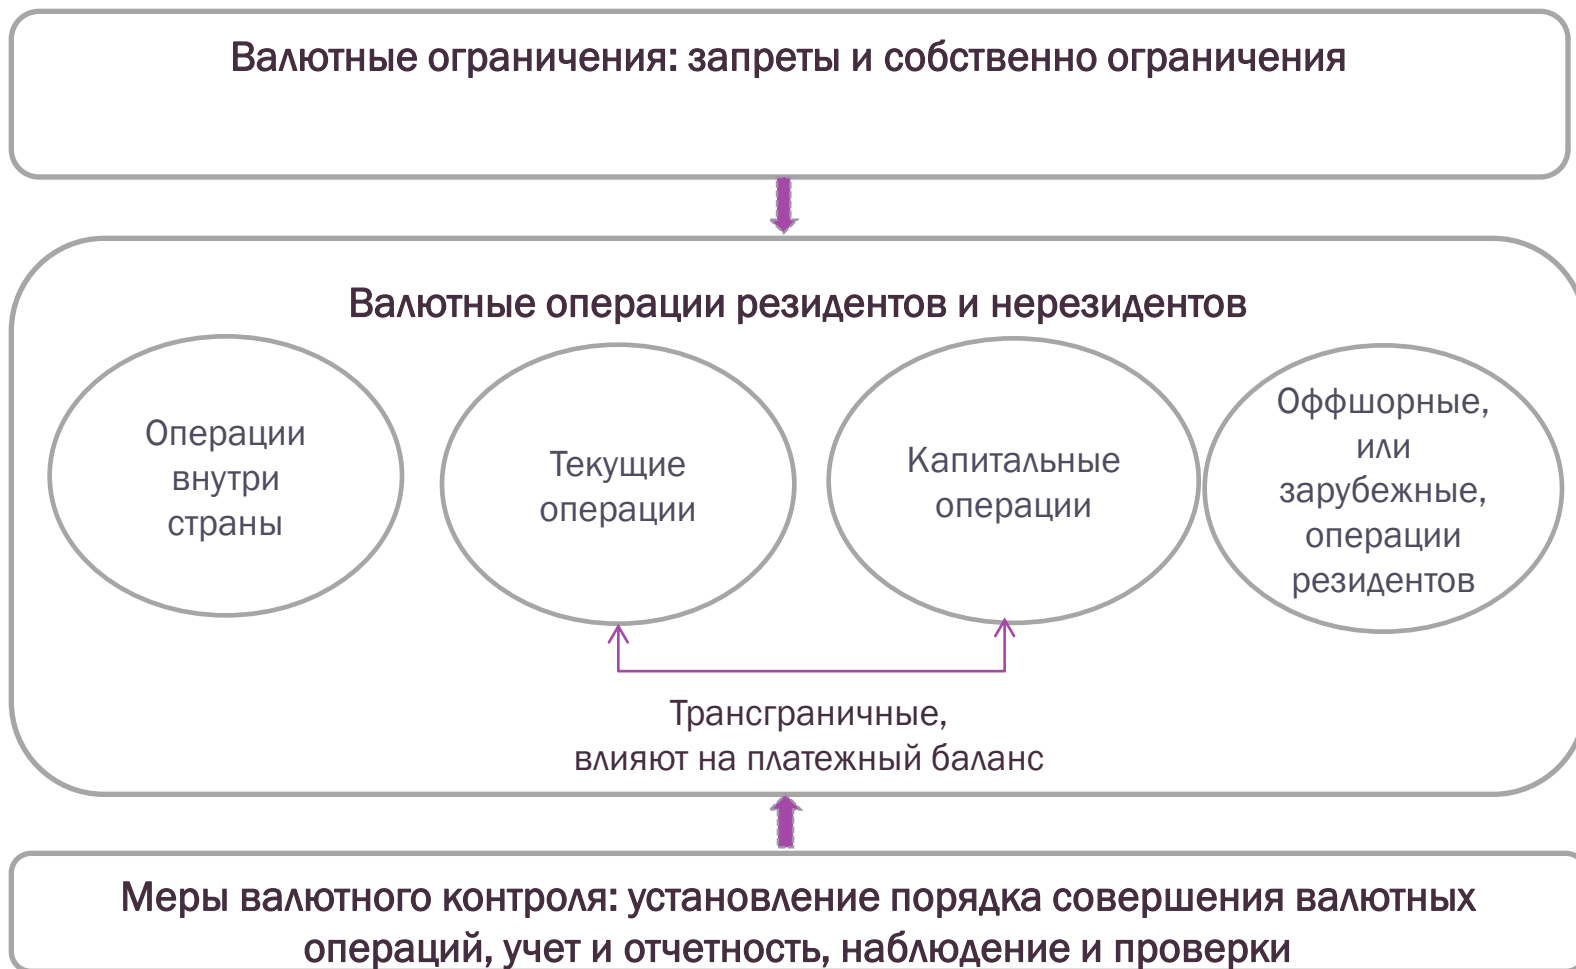 Валютные ограничения: запреты и собственно ограничения
Валютные операции резидентов и нерезидентов
Операции
внутри
страны
Текущие
операции
Капитальные
операции
Оффшорные,
или
зарубежные,
операции
резидентов
Трансграничные,
влияют на платежный баланс
Меры валютного контроля: установление порядка совершения валютных
операций, учет и отчетность, наблюдение и проверки